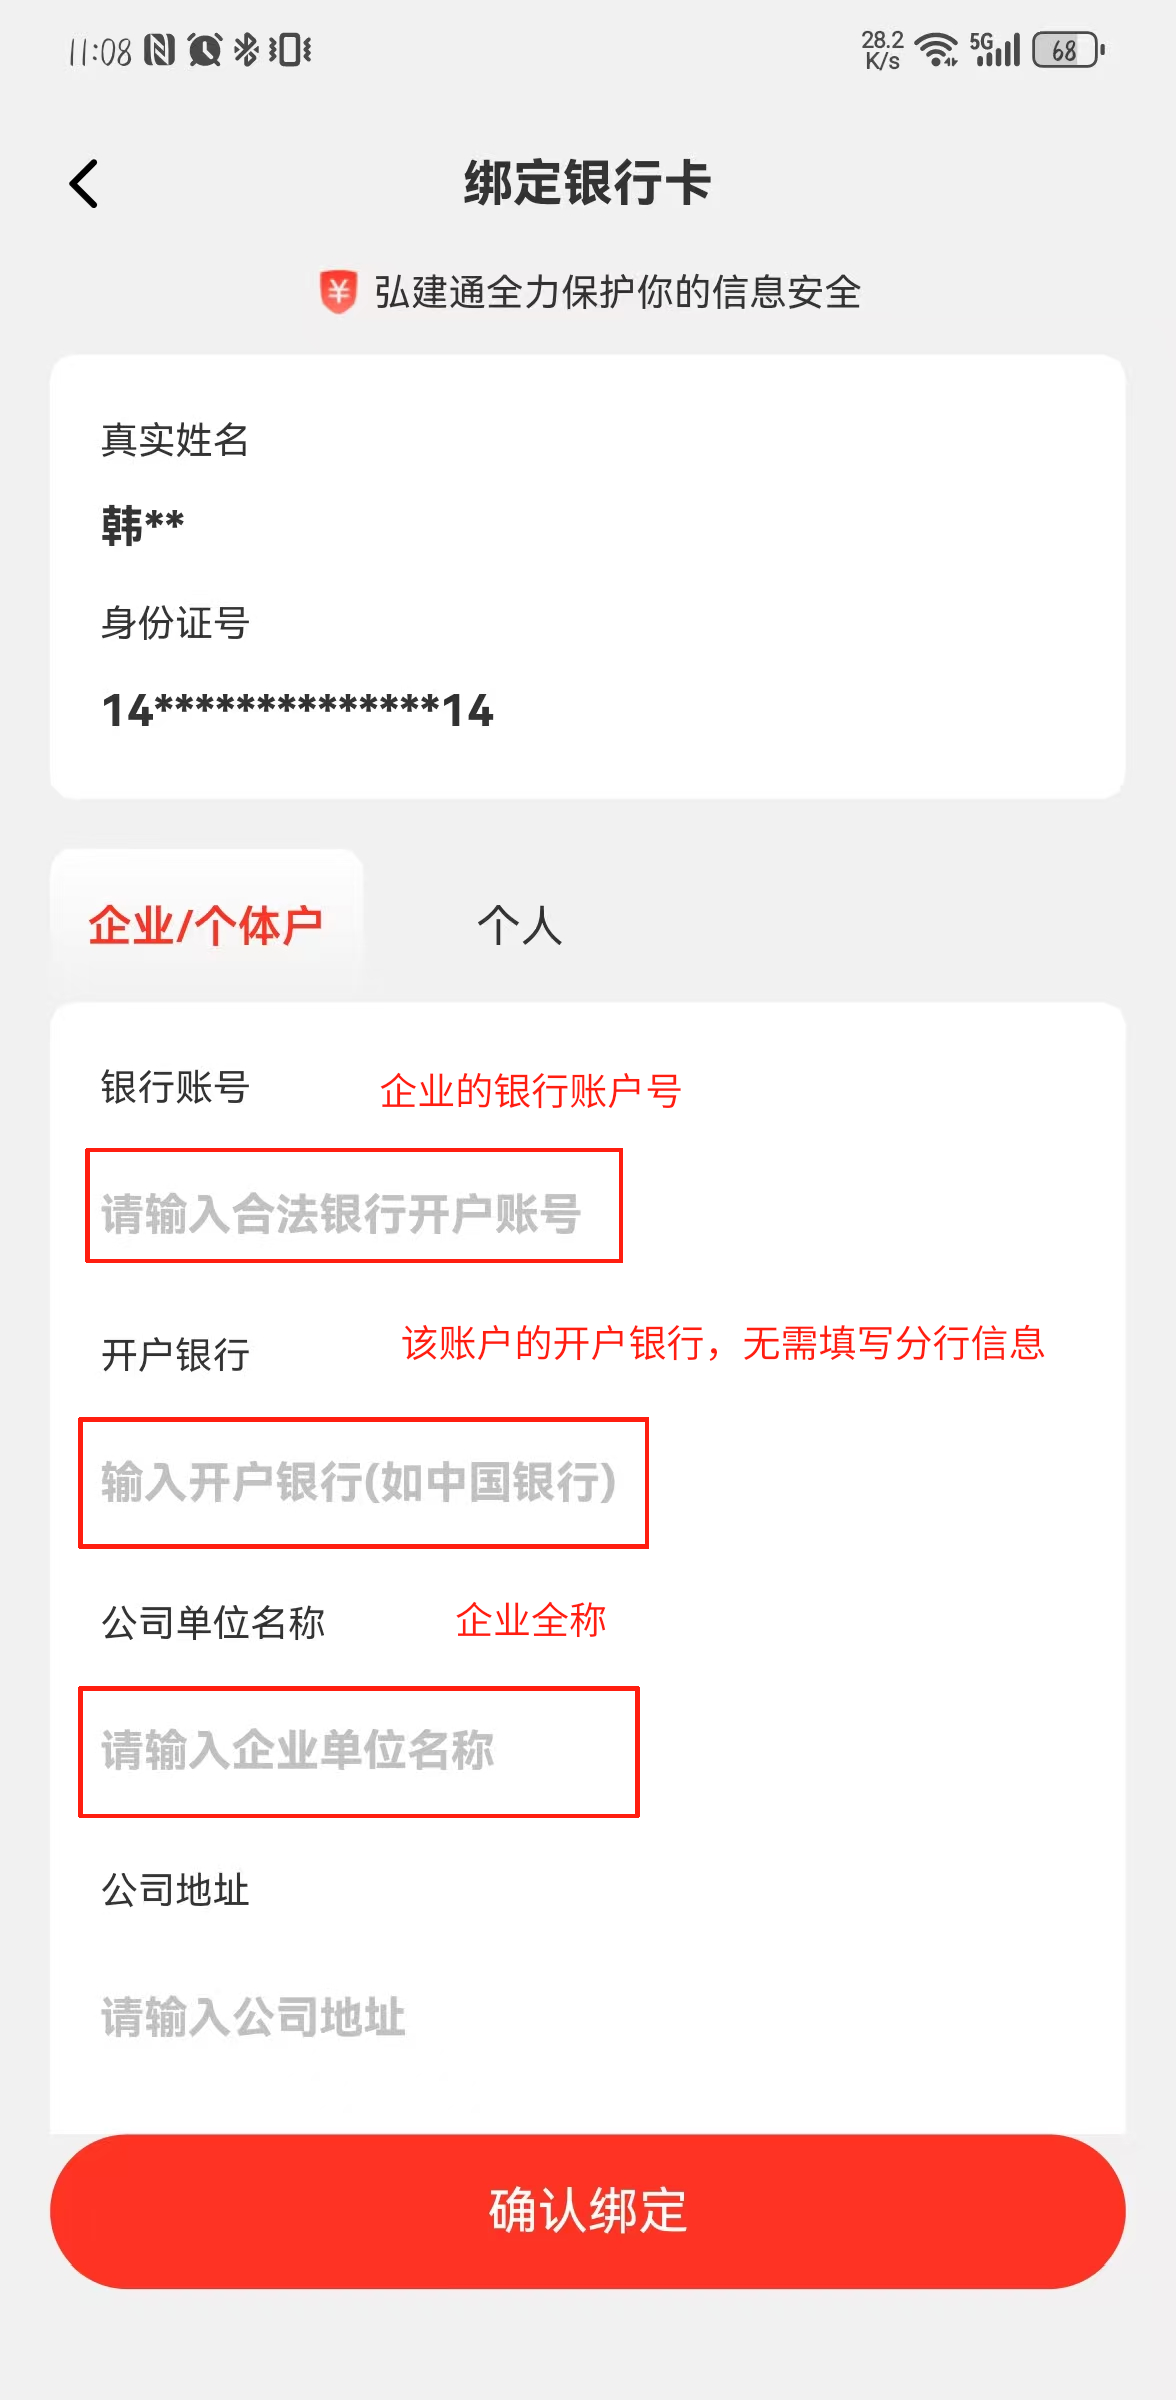 11:08
28.2 K/s
5G
68
绑定银行卡
¥ 弘建通全力保护你的信息安全
真实姓名
韩**
身份证号
14**************14
企业/个体户
个人
银行账号
企业的银行账户号
请输入合法银行开户账号
开户银行
该账户的开户银行，无需填写分行信息
输入开户银行(如中国银行)
公司单位名称
企业全称
请输入企业单位名称
公司地址
请输入公司地址
确认绑定